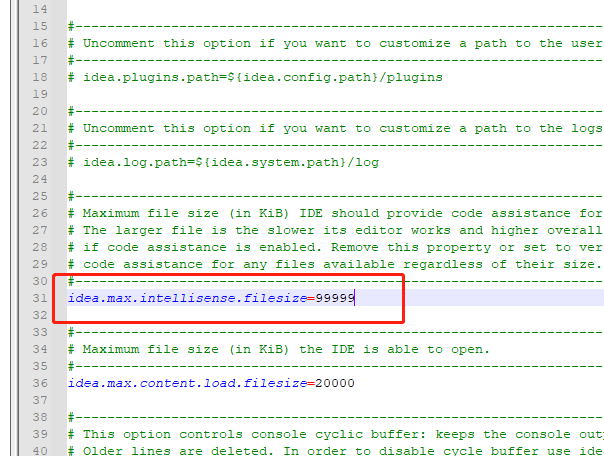 14
15 #----------------------------------------------------------------------
16 # Uncomment this option if you want to customize a path to the user
17 #----------------------------------------------------------------------
18 # idea.plugins.path=${idea.config.path}/plugins
19
20 #----------------------------------------------------------------------
21 # Uncomment this option if you want to customize a path to the logs
22 #----------------------------------------------------------------------
23 # idea.log.path=${idea.system.path}/log
24
25 #----------------------------------------------------------------------
26 # Maximum file size (in KiB) IDE should provide code assistance for
27 # The larger file is the slower its editor works and higher overall
28 # if code assistance is enabled. Remove this property or set to ver
29 # code assistance for any files available regardless of their size.
30 #----------------------------------------------------------------------
31 idea.max.intellisense.filesize=99999
32
33 #----------------------------------------------------------------------
34 # Maximum file size (in KiB) the IDE is able to open.
35 #----------------------------------------------------------------------
36 idea.max.content.load.filesize=20000
37
38 #----------------------------------------------------------------------
39 # This option controls console cyclic buffer: keeps the console out
40 # Older lines are deleted. In order to disable cycle buffer use ide